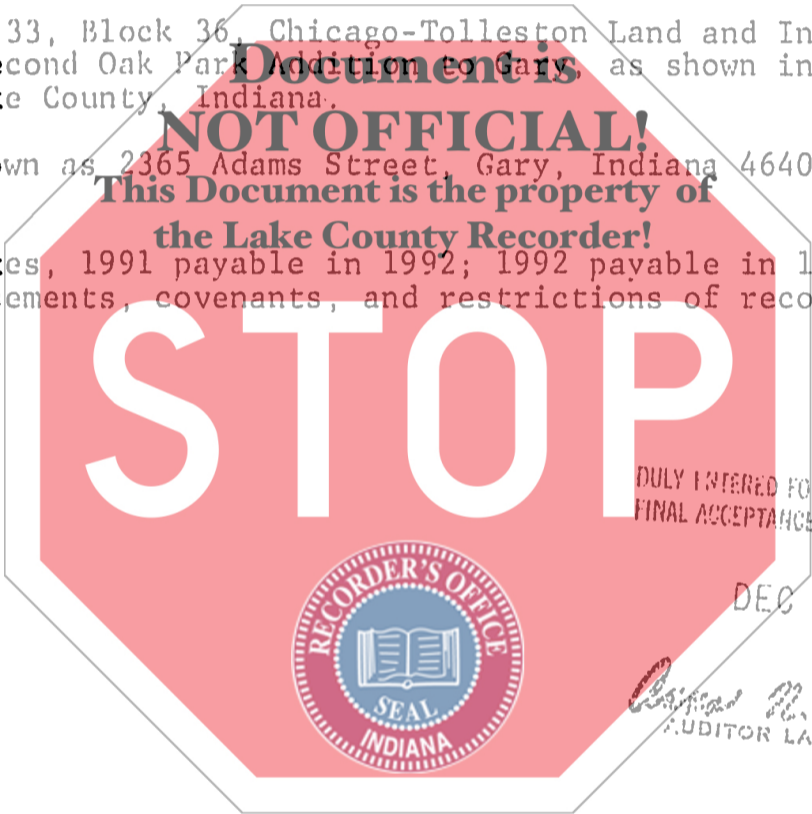 33, Block 36, Chicago-Tolleston Land and In
cond Oak Park Addition to Gary, as shown in
e County, Indiana.
Document is
NOT OFFICIAL!
wn as 2365 Adams Street, Gary, Indiana 4640
This Document is the property of
the Lake County Recorder!
es, 1991 payable in 1992; 1992 payable in 1
ements, covenants, and restrictions of reco
STOP
DULY ENTERED FO
FINAL ACCEPTANCE
DEC
AUDITOR LA
RECORDER'S OFFICE
SEAL
INDIANA